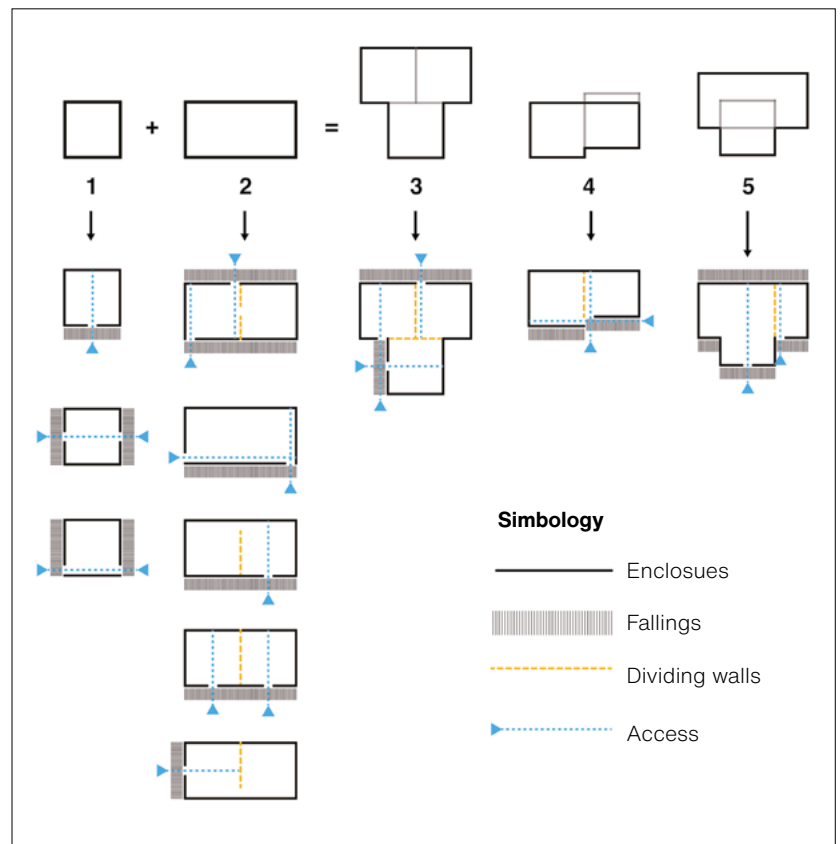 + =
1 2 3 4 5
Simbology
Enclosues
Fallings
Dividing walls
Access